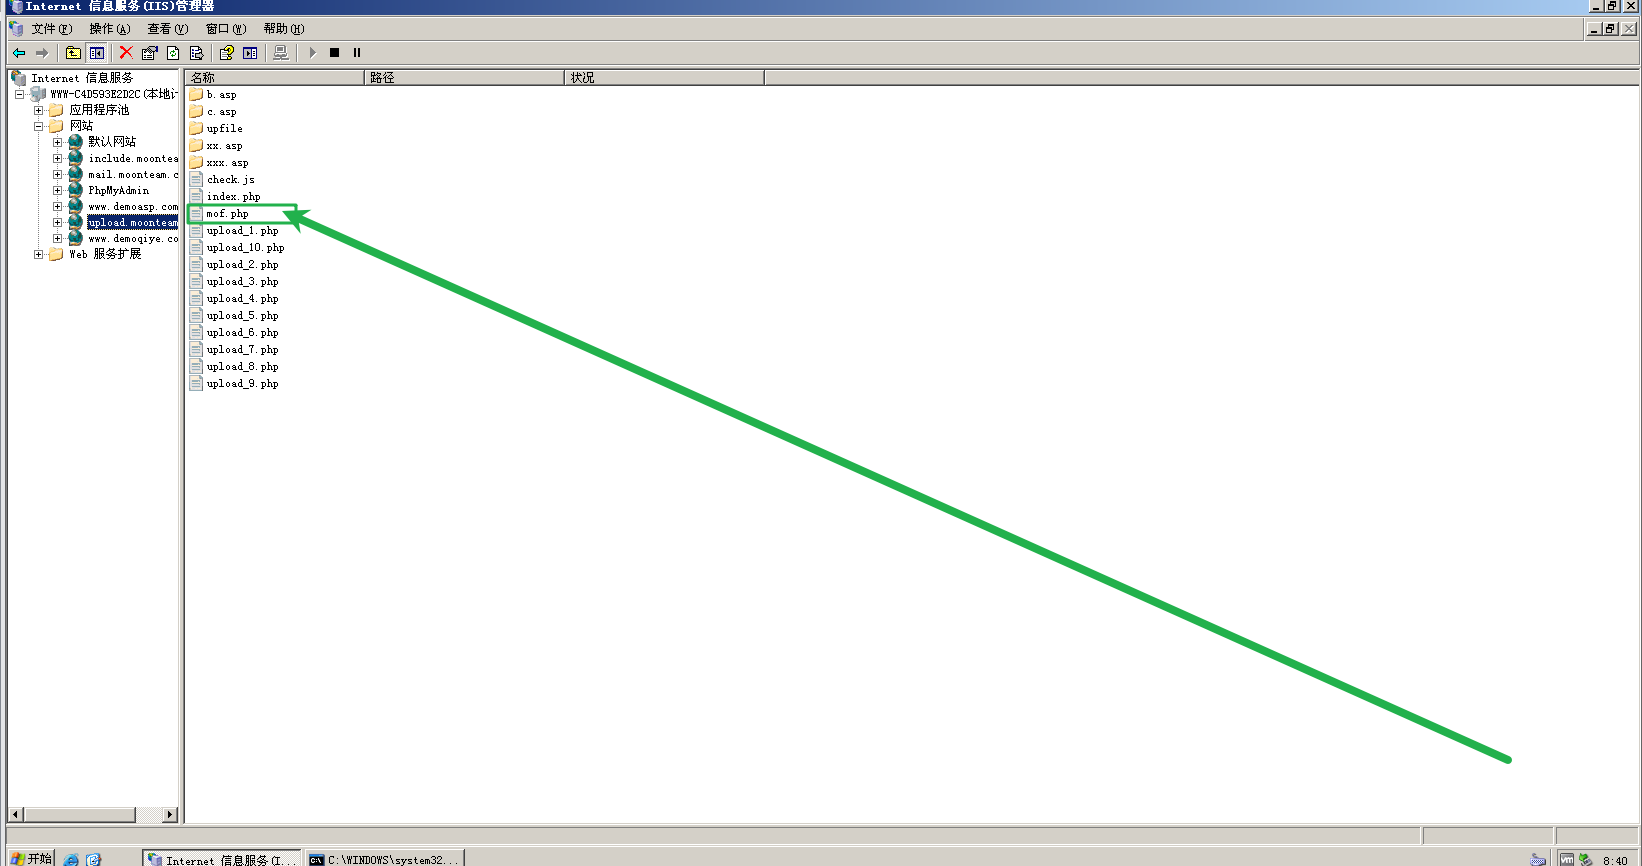 Internet 信息服务(IIS)管理器
文件(F) 操作(A) 查看(V) 窗口(W) 帮助(H)
Internet 信息服务
WWW-C4D593E2D2C(本地计
应用程序池
网站
默认网站
include.moontea
mail.moonteam.c
PhpMyAdmin
www.demoasp.com
upload.moonteam
www.demoqiye.co
Web 服务扩展
名称 路径 状况
b.asp
c.asp
upfile
xx.asp
xxx.asp
check.js
index.php
mof.php
upload_1.php
upload_10.php
upload_2.php
upload_3.php
upload_4.php
upload_5.php
upload_6.php
upload_7.php
upload_8.php
upload_9.php
开始 Internet 信息服务(I... C:\WINDOWS\system32... 8:40